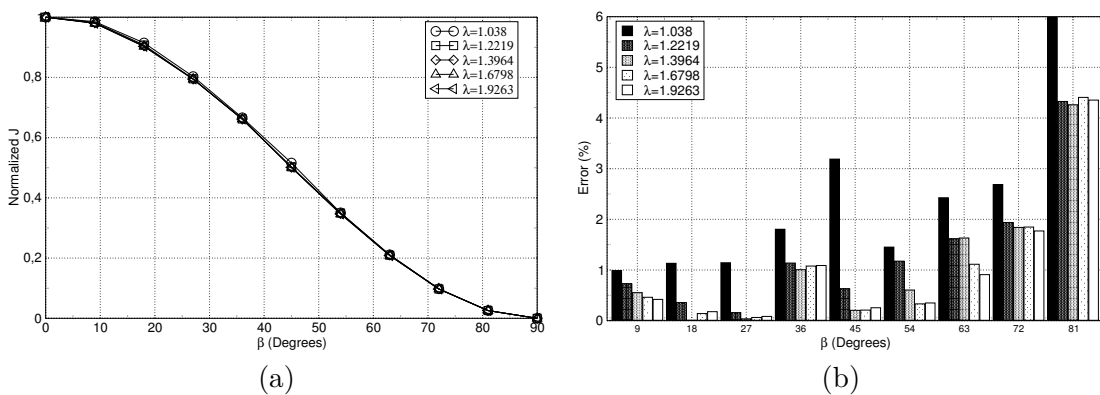 λ=1.038
λ=1.2219
λ=1.3964
λ=1.6798
λ=1.9263
Normalized J
0,8
0,6
0,4
0,2
0
0 10 20 30 40 50 60 70 80 90
β (Degrees)
(a)
λ=1.038
λ=1.2219
λ=1.3964
λ=1.6798
λ=1.9263
Error (%)
6
5
4
3
2
1
0
9 18 27 36 45 54 63 72 81
β (Degrees)
(b)